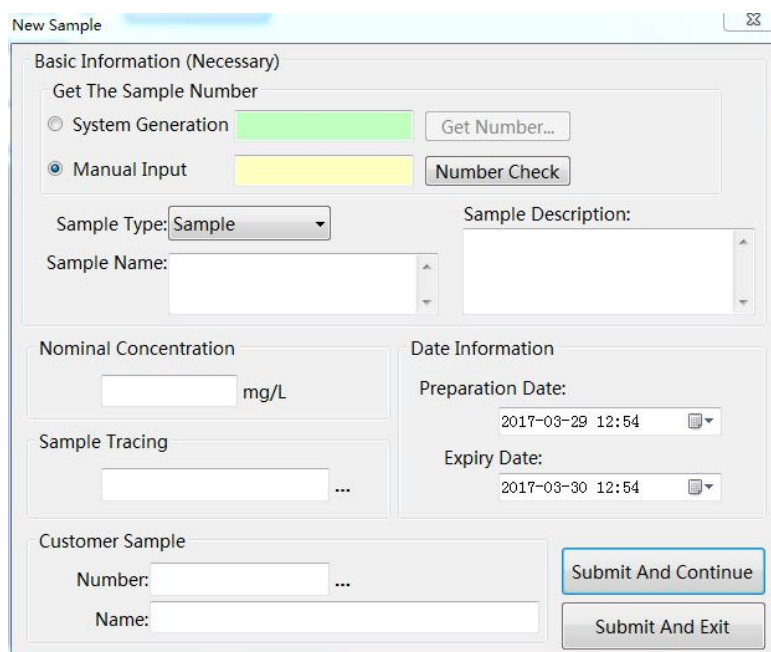 New Sample
Basic Information (Necessary)
Get The Sample Number
System Generation Get Number...
Manual Input Number Check
Sample Type: Sample
Sample Description:
Sample Name:
Nominal Concentration
mg/L
Date Information
Preparation Date:
2017-03-29 12:54
Expiry Date:
2017-03-30 12:54
Sample Tracing
...
Customer Sample
Number: ...
Name:
Submit And Continue
Submit And Exit